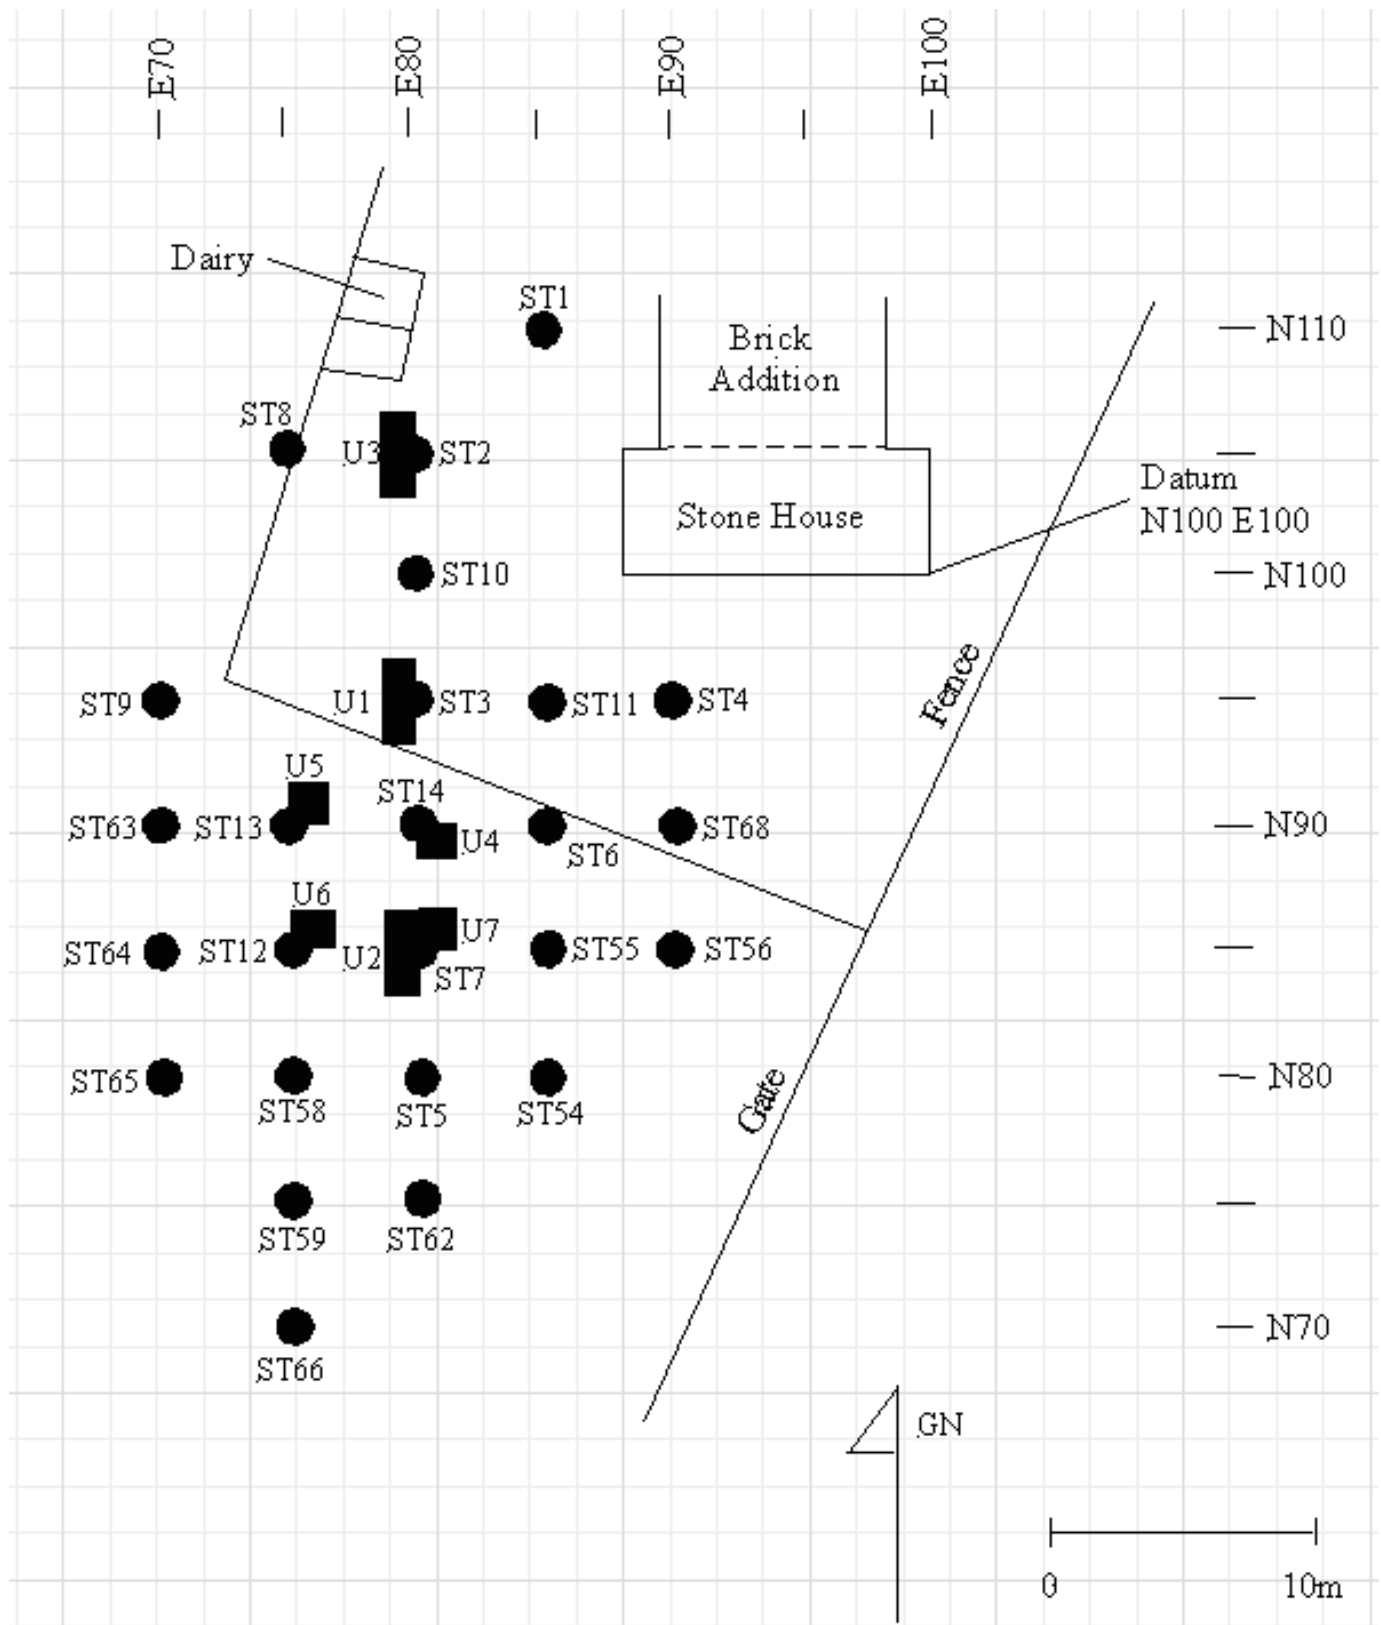 E70
E80
E90
E100
Dairy
ST1
N110
Brick
Addition
ST8
U3
ST2
Datum
N100 E100
Stone House
ST10
N100
Fence
ST9
U1
ST3
ST11
ST4
U5
ST14
ST63
ST13
U4
ST6
ST68
N90
U6
ST64
ST12
U2
U7
ST7
ST55
ST56
ST65
ST58
ST5
ST54
Gate
N80
ST59
ST62
N70
ST66
GN
0
10m